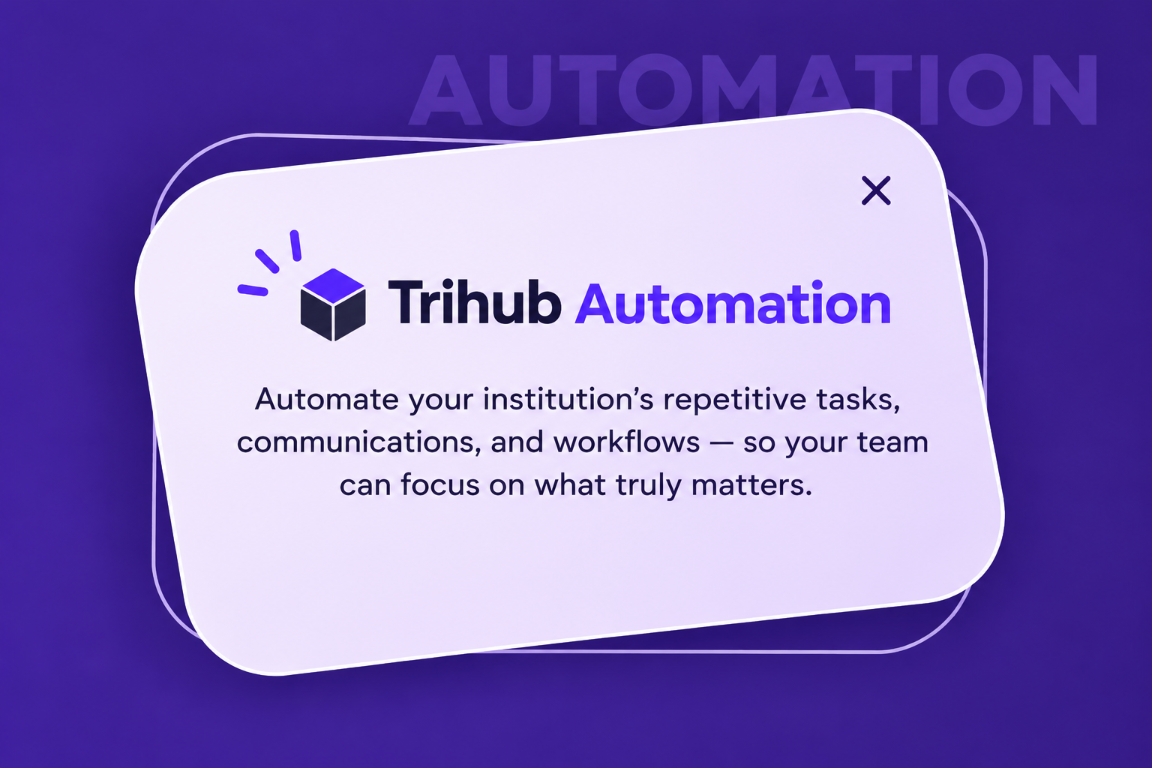 AUTOMATION
Trihub Automation
Automate your institution’s repetitive tasks,
communications, and workflows — so your team
can focus on what truly matters.